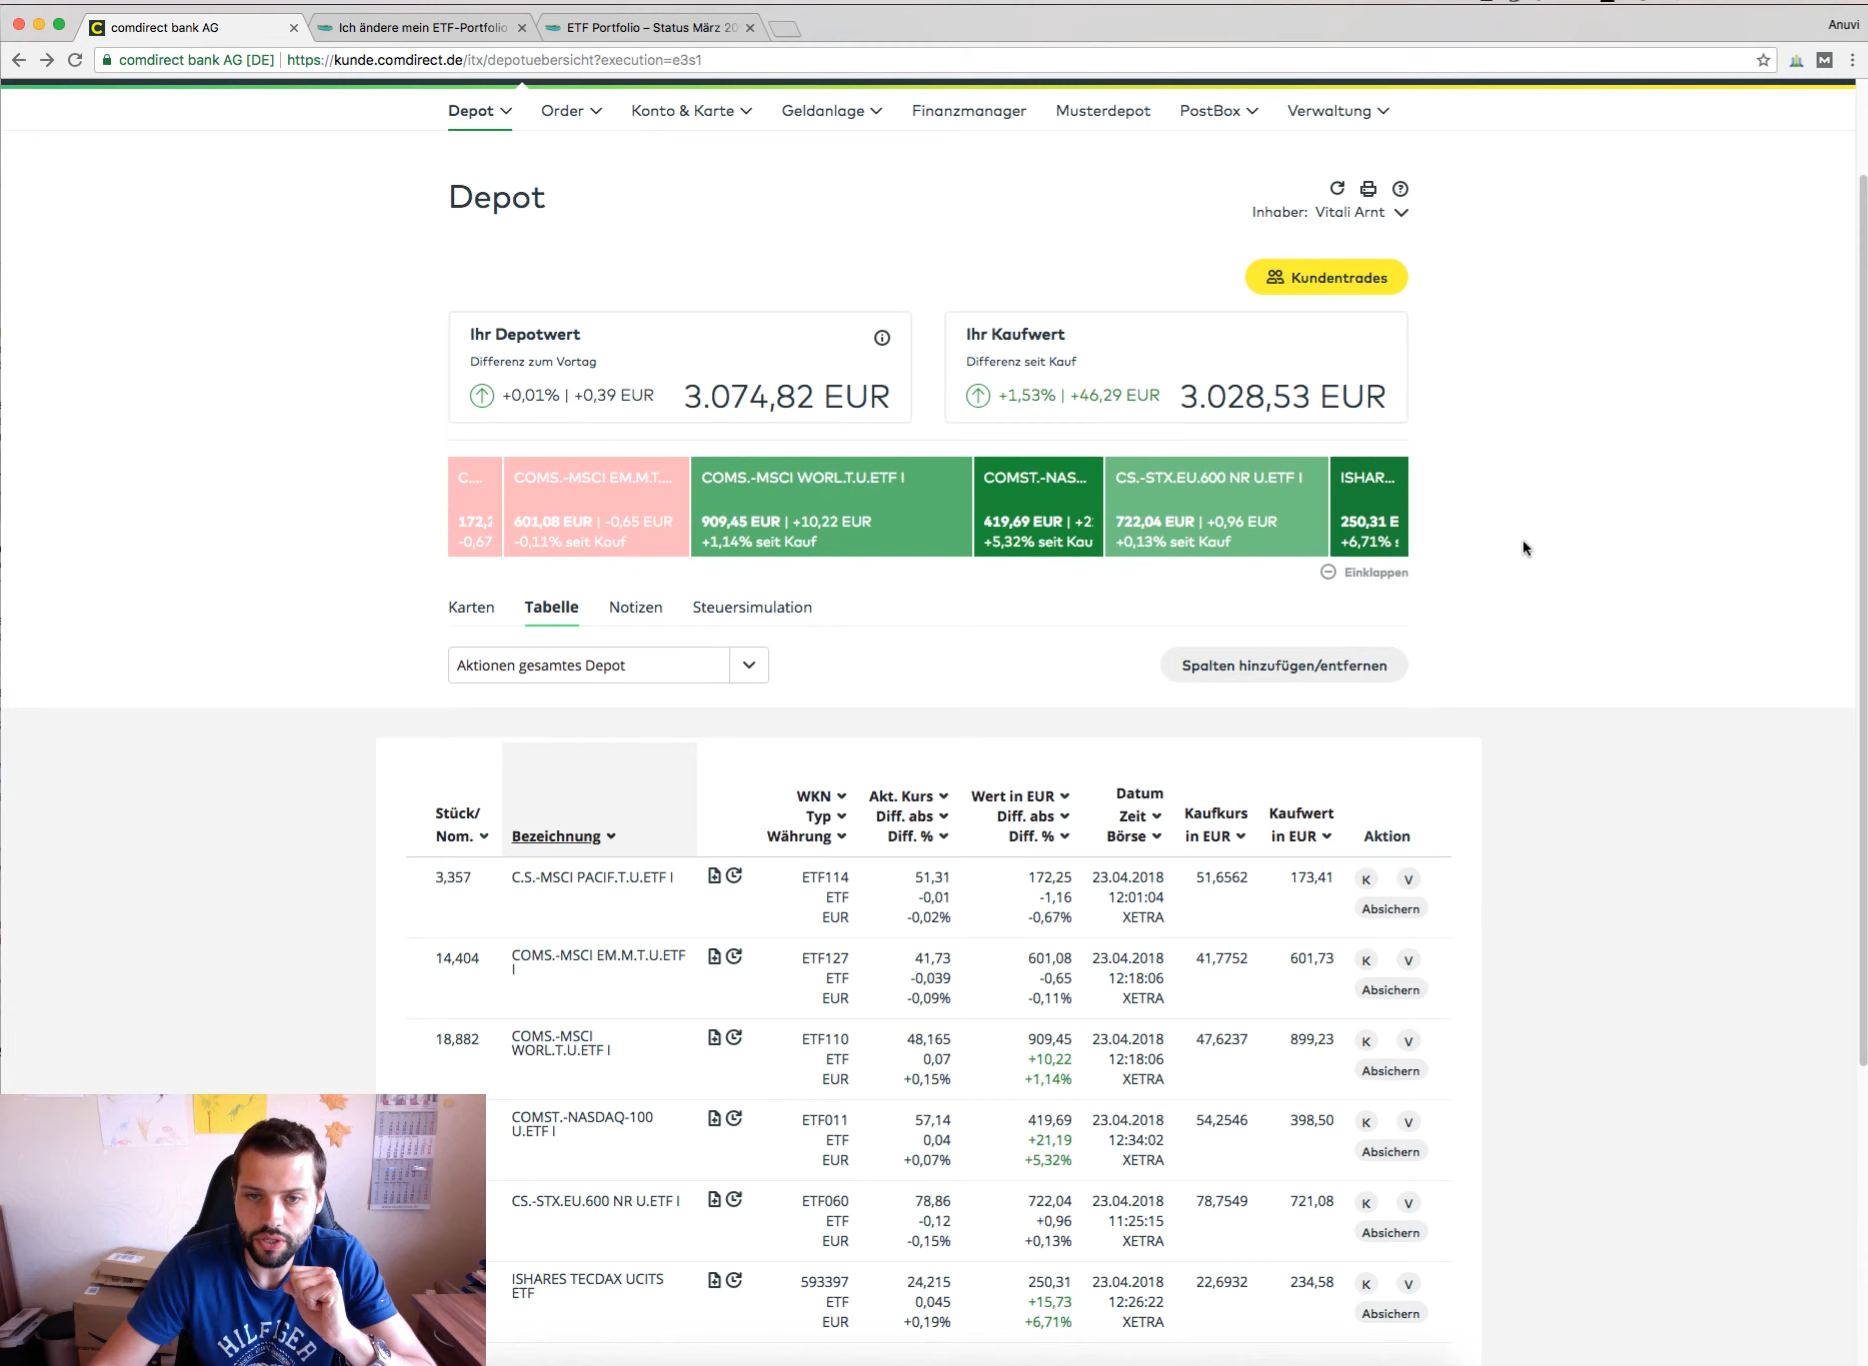 comdirect bank AG
Ich ändere mein ETF-Portfolio
ETF Portfolio – Status März 20
Anuvi
comdirect bank AG [DE] | https://kunde.comdirect.de/itx/depotuebersicht?execution=e3s1
Depot Order Konto & Karte Geldanlage Finanzmanager Musterdepot PostBox Verwaltung
Depot
Inhaber: Vitali Arnt
Kundentrades
Ihr Depotwert
Differenz zum Vortag
+0,01% | +0,39 EUR 3.074,82 EUR
Ihr Kaufwert
Differenz seit Kauf
+1,53% | +46,29 EUR 3.028,53 EUR
C....
172,2
-0,67
COMS.-MSCI EM.M.T....
601,08 EUR | -0,65 EUR
-0,11% seit Kauf
COMS.-MSCI WORL.T.U.ETF I
909,45 EUR | +10,22 EUR
+1,14% seit Kauf
COMST.-NAS...
419,69 EUR | +2
+5,32% seit Kau
CS.-STX.EU.600 NR U.ETF I
722,04 EUR | +0,96 EUR
+0,13% seit Kauf
ISHAR...
250,31 E
+6,71% s
Einklappen
Karten Tabelle Notizen Steuersimulation
Aktionen gesamtes Depot
Spalten hinzufügen/entfernen
Stück/
Nom.
Bezeichnung
WKN
Typ
Währung
Akt. Kurs
Diff. abs
Diff. %
Wert in EUR
Diff. abs
Diff. %
Datum
Zeit
Börse
Kaufkurs
in EUR
Kaufwert
in EUR
Aktion
3,357 C.S.-MSCI PACIF.T.U.ETF I ETF114 51,31 172,25 23.04.2018 51,6562 173,41 K V
ETF -0,01 -1,16 12:01:04 Absichern
EUR -0,02% -0,67% XETRA
14,404 COMS.-MSCI EM.M.T.U.ETF ETF127 41,73 601,08 23.04.2018 41,7752 601,73 K V
I ETF -0,039 -0,65 12:18:06 Absichern
EUR -0,09% -0,11% XETRA
18,882 COMS.-MSCI ETF110 48,165 909,45 23.04.2018 47,6237 899,23 K V
WORL.T.U.ETF I ETF 0,07 +10,22 12:18:06 Absichern
EUR +0,15% +1,14% XETRA
COMST.-NASDAQ-100 ETF011 57,14 419,69 23.04.2018 54,2546 398,50 K V
U.ETF I ETF 0,04 +21,19 12:34:02 Absichern
EUR +0,07% +5,32% XETRA
CS.-STX.EU.600 NR U.ETF I ETF060 78,86 722,04 23.04.2018 78,7549 721,08 K V
ETF -0,12 +0,96 11:25:15 Absichern
EUR -0,15% +0,13% XETRA
ISHARES TECDAX UCITS 593397 24,215 250,31 23.04.2018 22,6932 234,58 K V
ETF ETF 0,045 +15,73 12:26:22 Absichern
EUR +0,19% +6,71% XETRA
HILFIGER